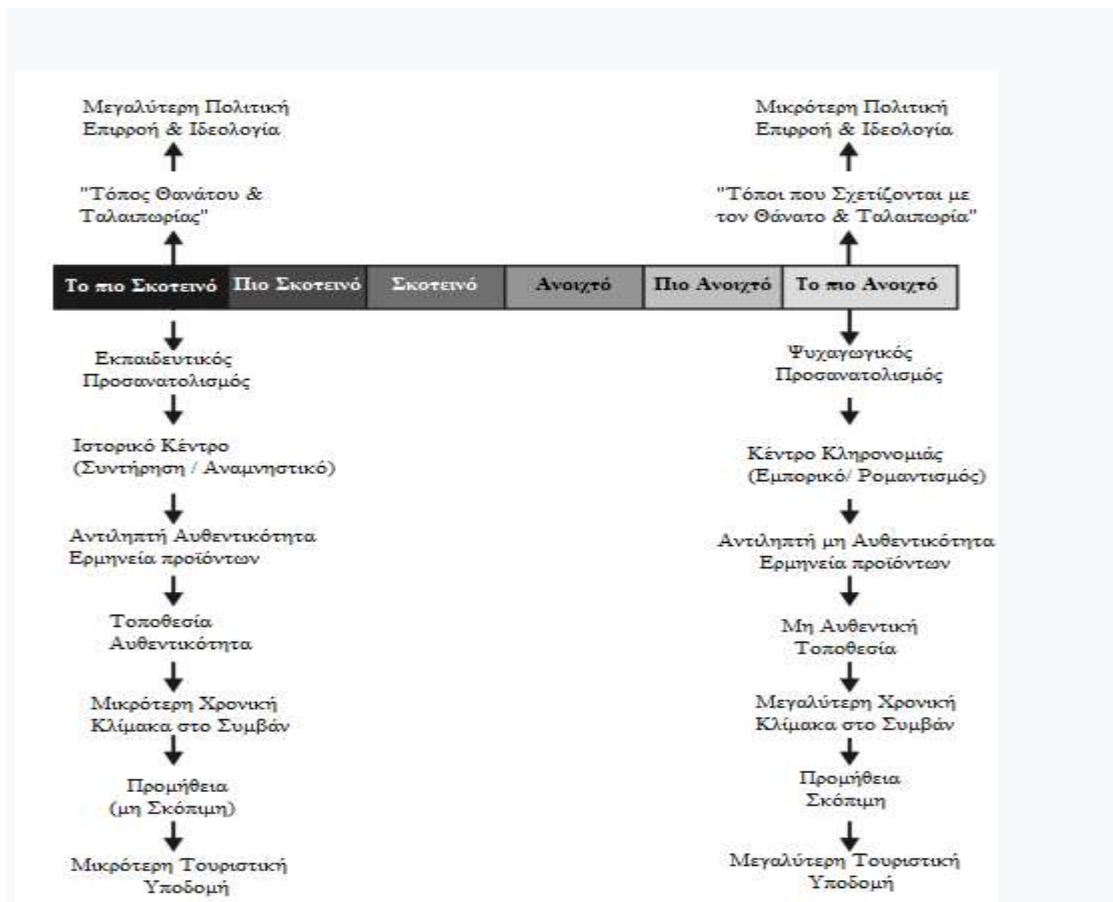 Μεγαλύτερη Πολιτική
Επιρροή & Ιδεολογία
"Τόπος Θανάτου &
Ταλαιπωρίας"
Μικρότερη Πολιτική
Επιρροή & Ιδεολογία
"Τόποι που Σχετίζονται με
τον Θάνατο & Ταλαιπωρία"
Το πιο Σκοτεινό Πιο Σκοτεινό Σκοτεινό Ανοιχτό Πιο Ανοιχτό Το πιο Ανοιχτό
Εκπαιδευτικός
Προσανατολισμός
Ιστορικό Κέντρο
(Συντήρηση / Αναμνηστικό)
Αντιληπτή Αυθεντικότητα
Ερμηνεία προϊόντων
Τοποθεσία
Αυθεντικότητα
Μικρότερη Χρονική
Κλίμακα στο Συμβάν
Προμήθεια
(μη Σκόπιμη)
Μικρότερη Τουριστική
Υποδομή
Ψυχαγωγικός
Προσανατολισμός
Κέντρο Κληρονομιάς
(Εμπορικό/ Ρομαντισμός)
Αντιληπτή μη Αυθεντικότητα
Ερμηνεία προϊόντων
Μη Αυθεντική
Τοποθεσία
Μεγαλύτερη Χρονική
Κλίμακα στο Συμβάν
Προμήθεια
Σκόπιμη
Μεγαλύτερη Τουριστική
Υποδομή